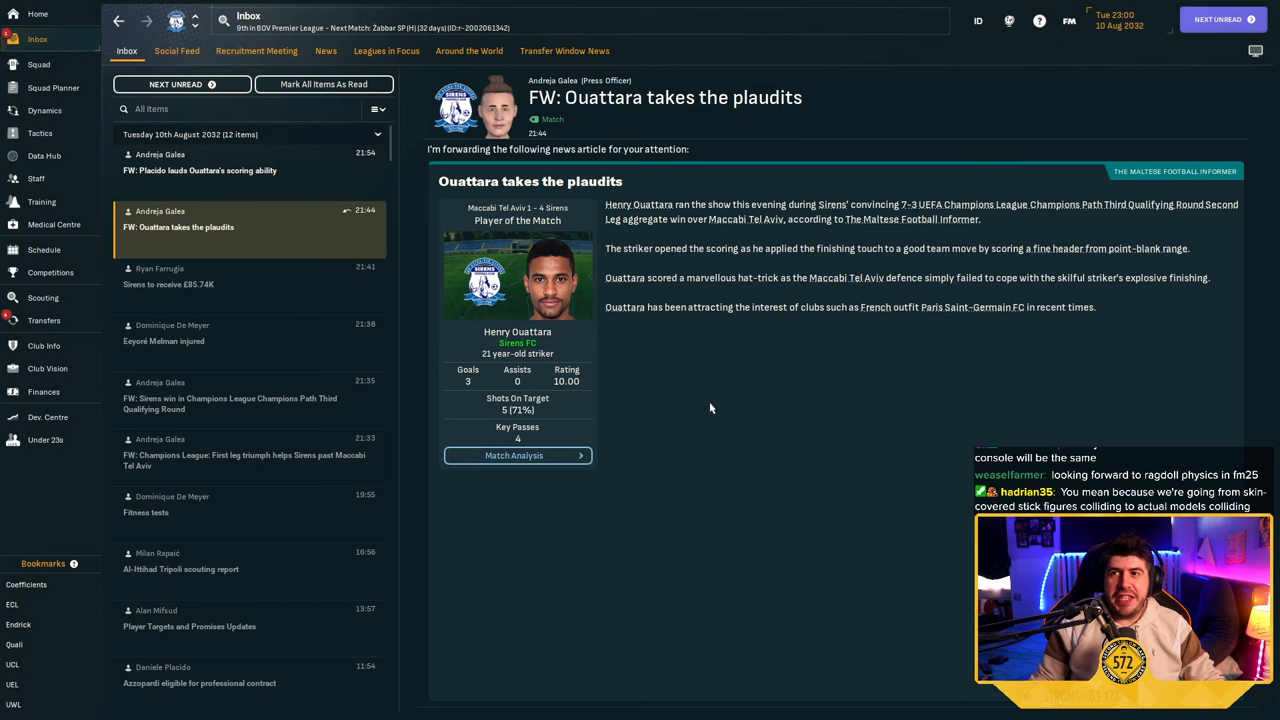 Home
Inbox
Squad
Squad Planner
Dynamics
Tactics
Data Hub
Staff
Training
Medical Centre
Schedule
Competitions
Scouting
Transfers
Club Info
Club Vision
Finances
Dev. Centre
Under 23s
Bookmarks ?
Coefficients
ECL
Endrick
Quali
UCL
UEL
UWL
Inbox
9th in BOV Premier League - Next Match: Żabbar SP (H) (32 days) (ID:r-2002061342)
ID
FM
Tue 23:00
10 Aug 2032
NEXT UNREAD
Inbox
Social Feed
Recruitment Meeting
News
Leagues in Focus
Around the World
Transfer Window News
NEXT UNREAD
Mark All Items As Read
All Items
Tuesday 10th August 2032 (12 items)
Andreja Galea 21:54
FW: Placido lauds Ouattara's scoring ability
Andreja Galea 21:44
FW: Ouattara takes the plaudits
Ryan Farrugia 21:41
Sirens to receive £85.74K
Dominique De Meyer 21:38
Eeyoré Melman injured
Andreja Galea 21:35
FW: Sirens win in Champions League Champions Path Third
Qualifying Round
Andreja Galea 21:33
FW: Champions League: First leg triumph helps Sirens past Maccabi
Tel Aviv
Dominique De Meyer 19:55
Fitness tests
Milan Rapaić 16:56
Al-Ittihad Tripoli scouting report
Alan Mifsud 13:57
Player Targets and Promises Updates
Daniele Placido 11:54
Azzopardi eligible for professional contract
Andreja Galea (Press Officer)
FW: Ouattara takes the plaudits
Match
21:44
I'm forwarding the following news article for your attention:
THE MALTESE FOOTBALL INFORMER
Ouattara takes the plaudits
Maccabi Tel Aviv 1 - 4 Sirens
Player of the Match
Henry Ouattara
Sirens FC
21 year-old striker
Goals Assists Rating
3 0 10.00
Shots On Target
5 (71%)
Key Passes
4
Match Analysis
Henry Ouattara ran the show this evening during Sirens' convincing 7-3 UEFA Champions League Champions Path Third Qualifying Round Second
Leg aggregate win over Maccabi Tel Aviv, according to The Maltese Football Informer.
The striker opened the scoring as he applied the finishing touch to a good team move by scoring a fine header from point-blank range.
Ouattara scored a marvellous hat-trick as the Maccabi Tel Aviv defence simply failed to cope with the skilful striker's explosive finishing.
Ouattara has been attracting the interest of clubs such as French outfit Paris Saint-Germain FC in recent times.
console will be the same
weaselfarmer: looking forward to ragdoll physics in fm25
hadrian35: You mean because we're going from skin-
covered stick figures colliding to actual models colliding
572